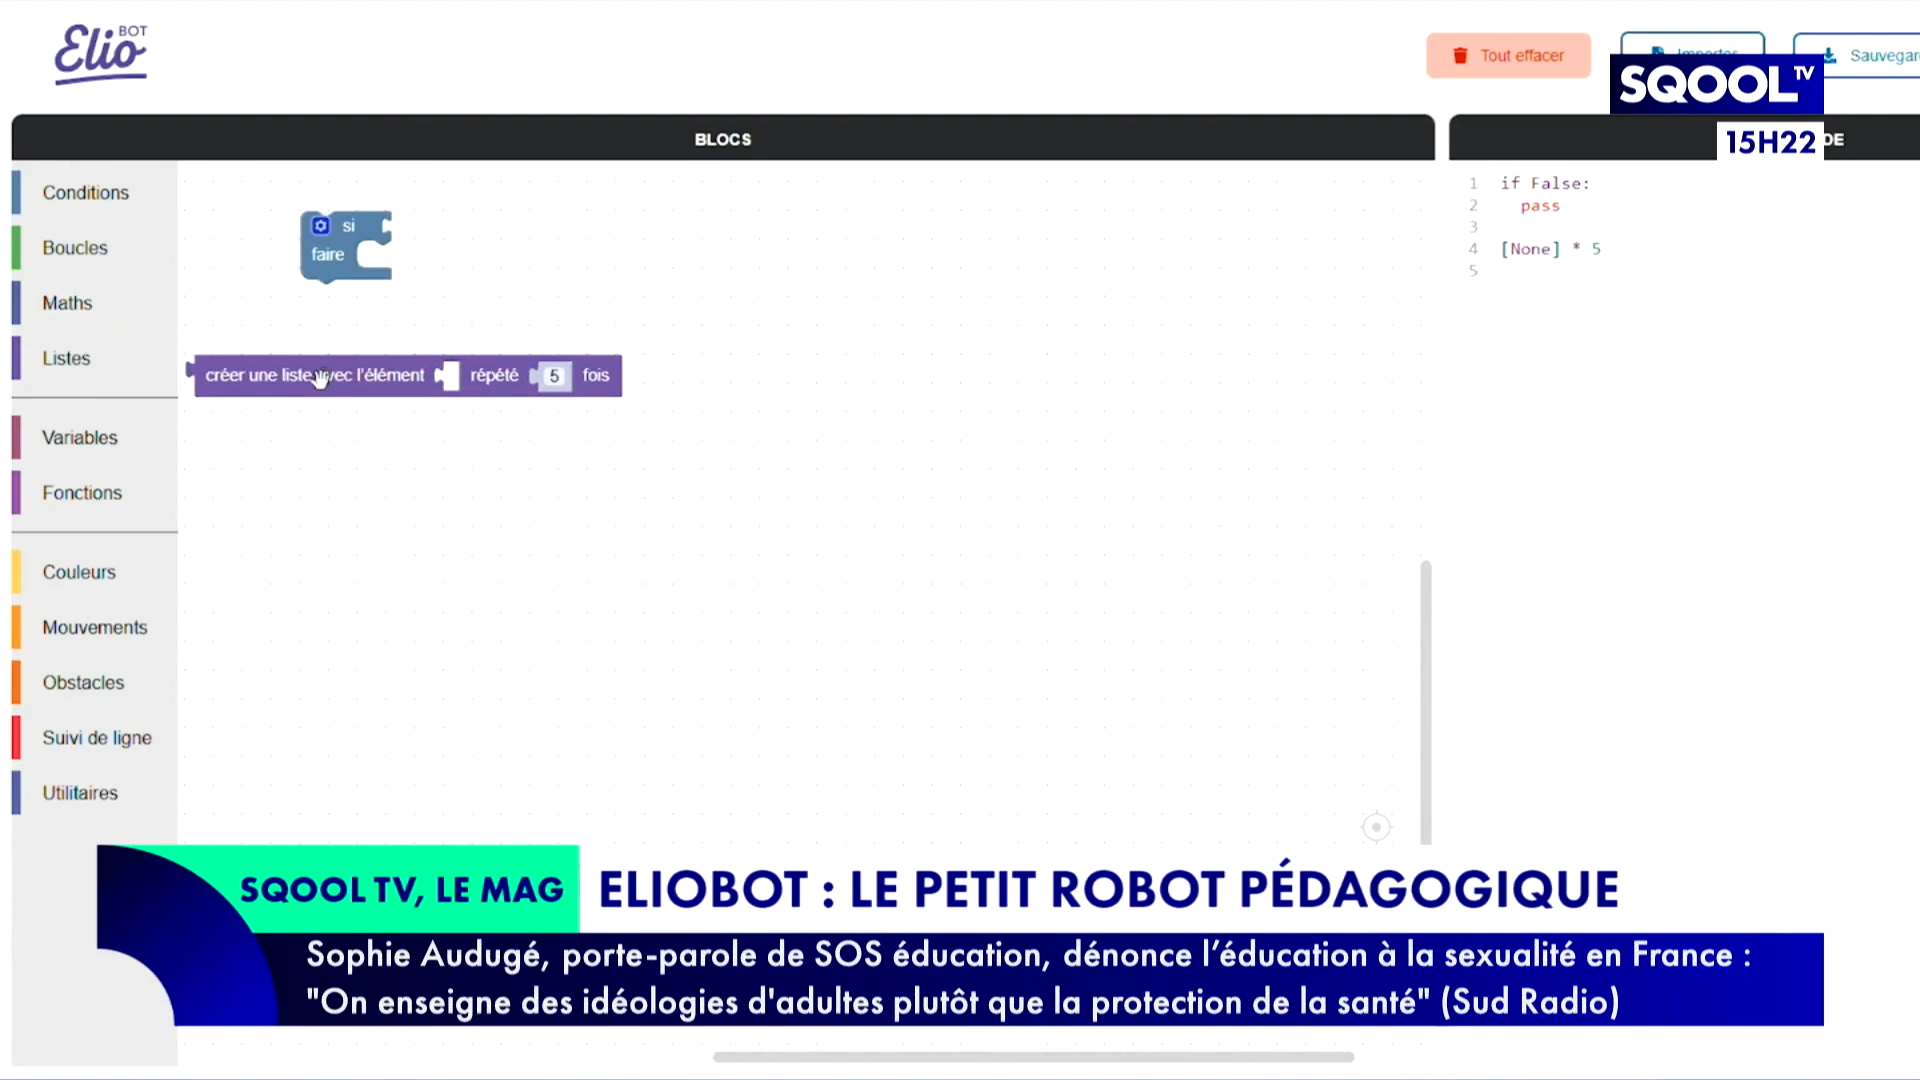 Elio BOT
Tout effacer
Importer
SQOOL TV
15H22
BLOCS
DE
Conditions
Boucles
Maths
Listes
Variables
Fonctions
Couleurs
Mouvements
Obstacles
Suivi de ligne
Utilitaires
si
faire
créer une liste avec l'élément répété 5 fois
1 if False:
2 pass
3
4 [None] * 5
5
SQOOL TV, LE MAG
ELIOBOT : LE PETIT ROBOT PÉDAGOGIQUE
Sophie Audugé, porte-parole de SOS éducation, dénonce l'éducation à la sexualité en France :
"On enseigne des idéologies d'adultes plutôt que la protection de la santé" (Sud Radio)